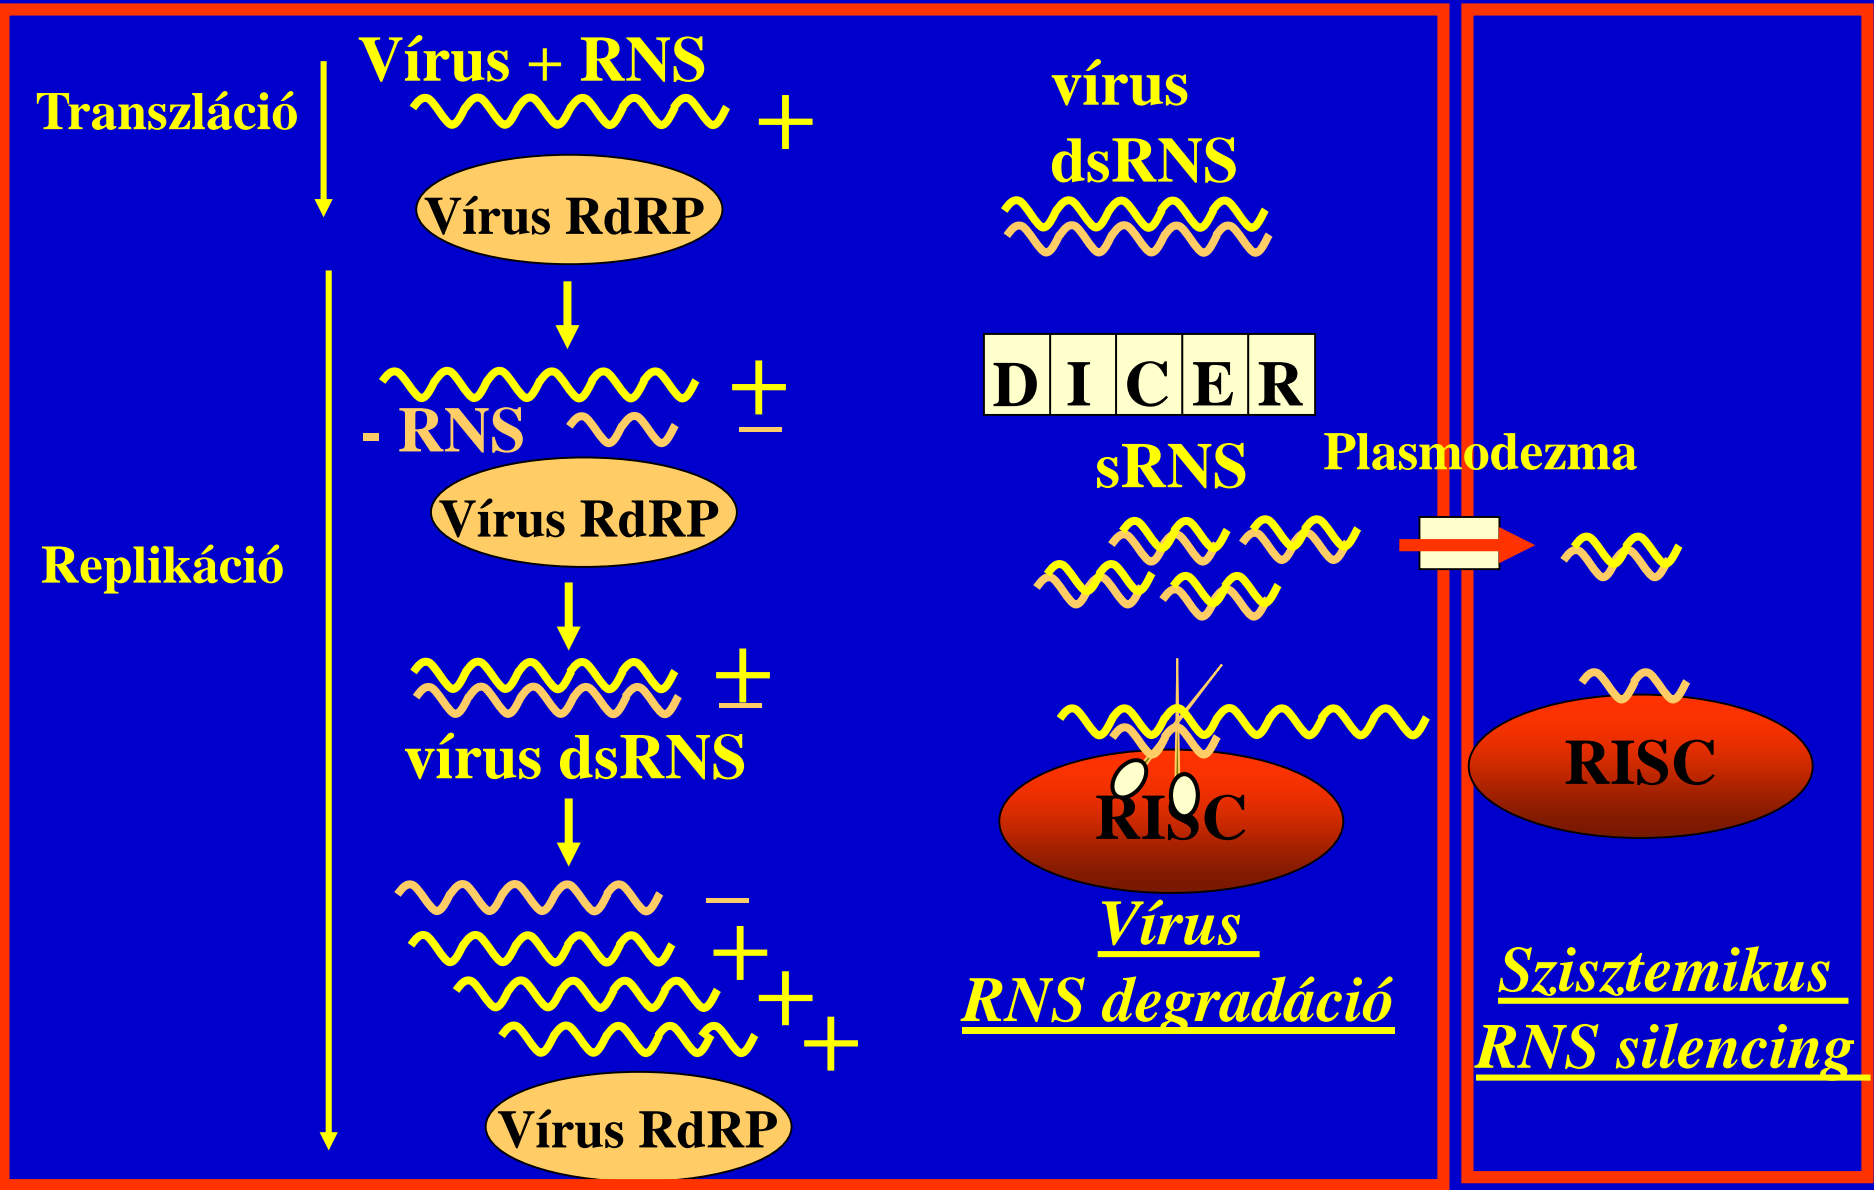 Vírus + RNS
Transzláció
+
Vírus RdRP
+
- RNS
–
Vírus RdRP
Replikáció
+
–
vírus dsRNS
–
+
+
+
Vírus RdRP
vírus
dsRNS
DICER
sRNS
Plasmodezma
RISC
Vírus
RNS degradáció
RISC
Szisztemikus
RNS silencing